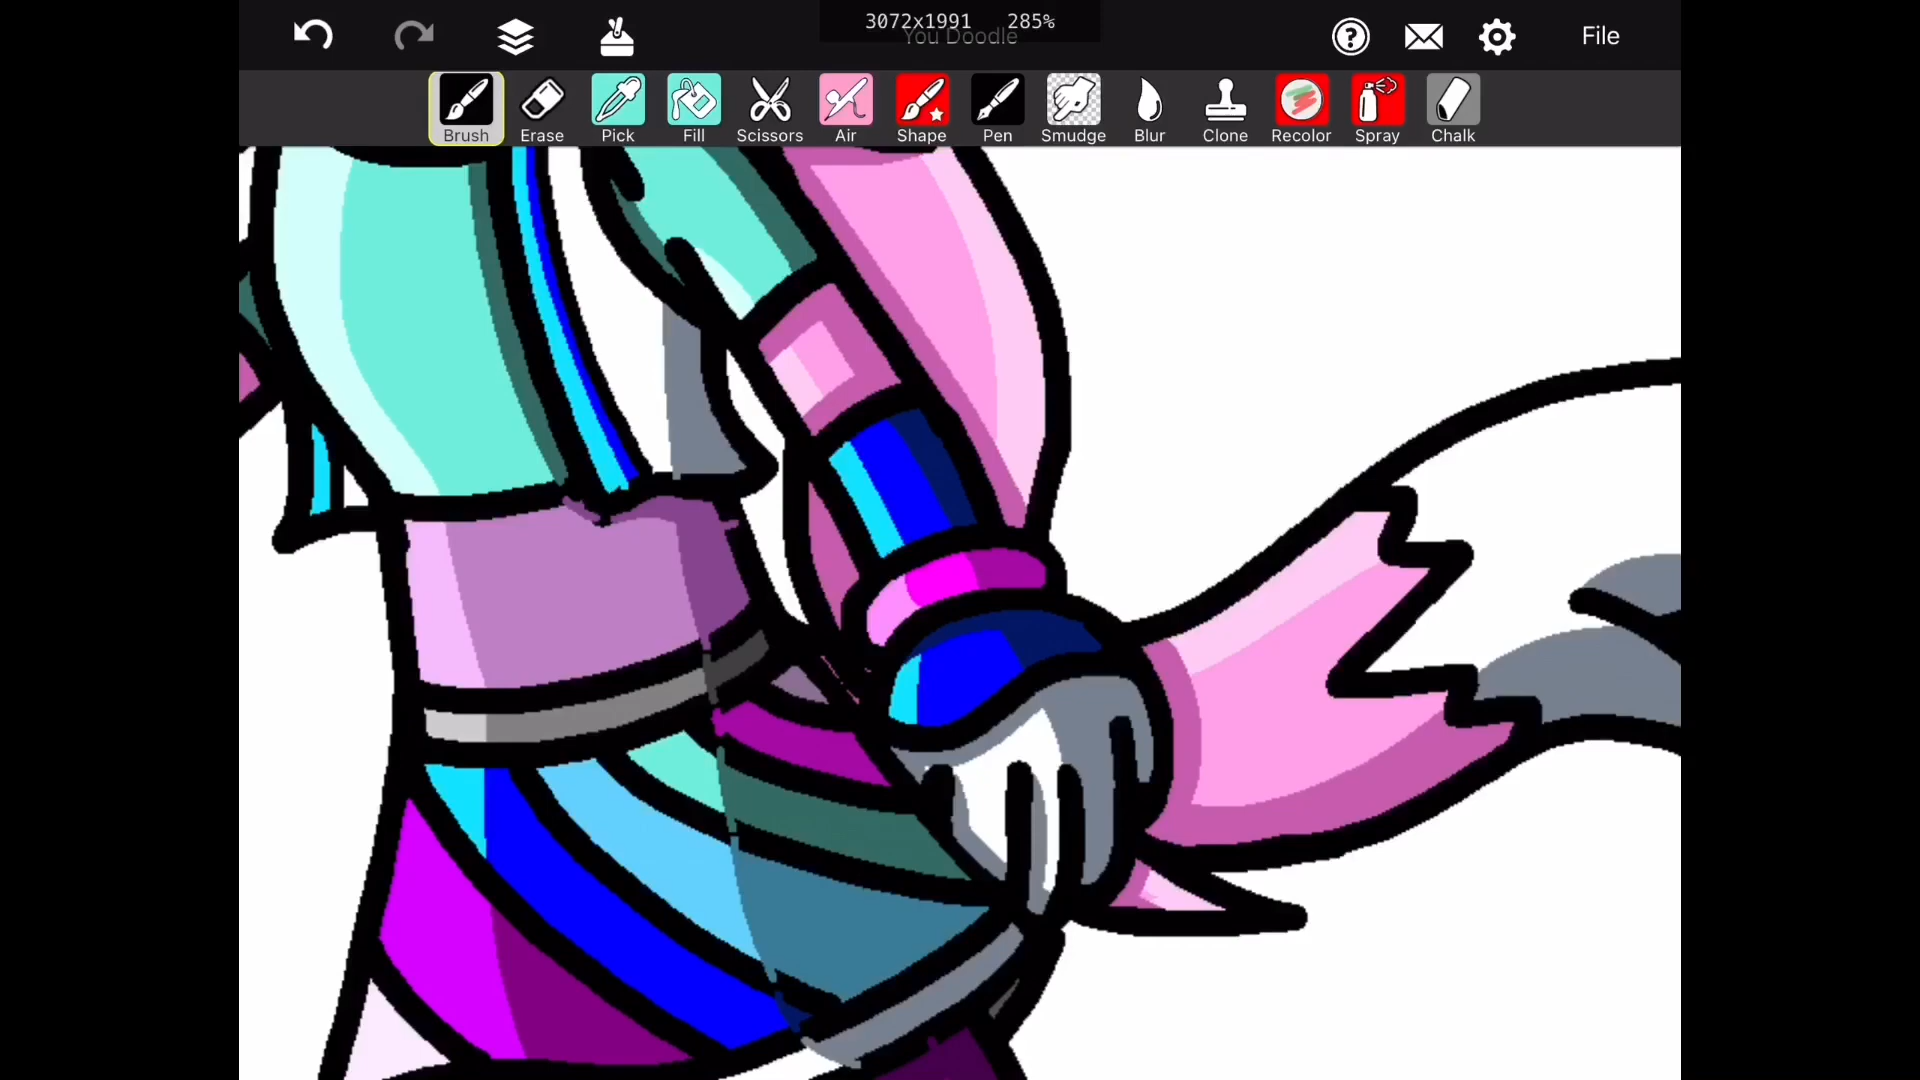 3072x1991 285%
You Doodle
File
Brush Erase Pick Fill Scissors Air Shape Pen Smudge Blur Clone Recolor Spray Chalk